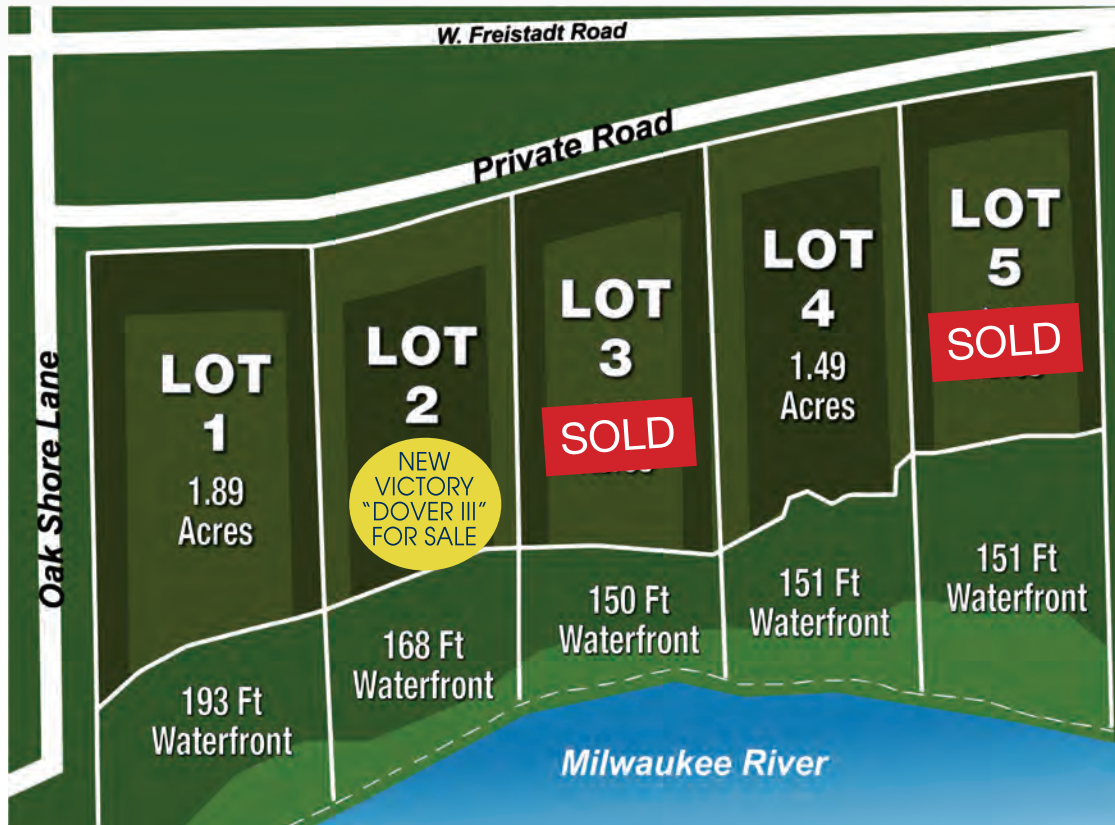 W. Freistadt Road
Private Road
Oak Shore Lane
LOT
1
1.89
Acres
193 Ft
Waterfront
LOT
2
NEW
VICTORY
“DOVER III”
FOR SALE
168 Ft
Waterfront
LOT
3
SOLD
150 Ft
Waterfront
LOT
4
1.49
Acres
151 Ft
Waterfront
LOT
5
SOLD
151 Ft
Waterfront
Milwaukee River